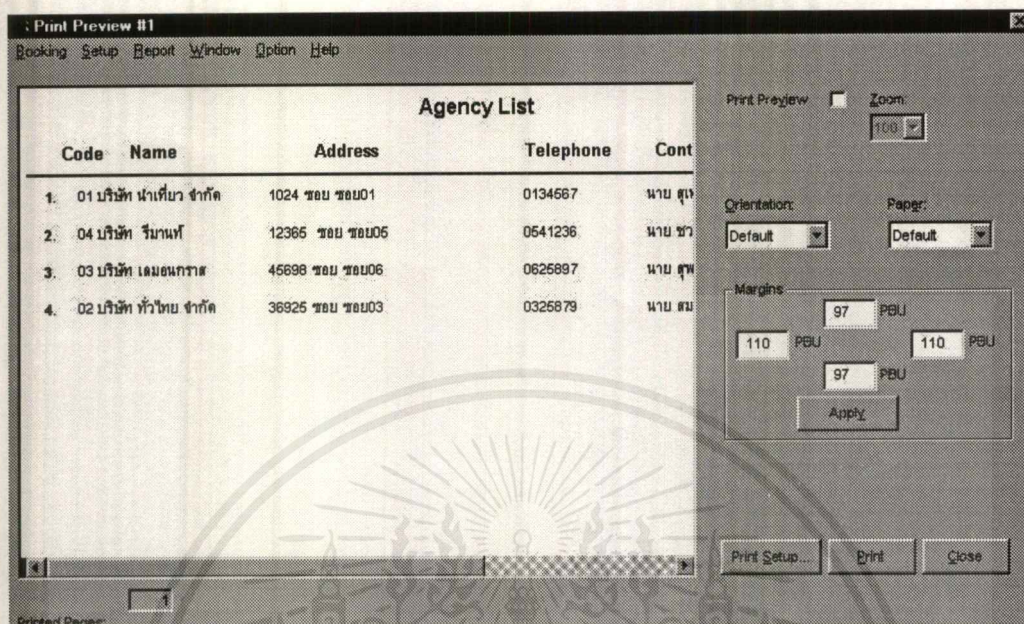 Print Preview #1
Booking Setup Report Window Option Help
Agency List
Code Name Address Telephone Cont
1. 01 บริษัท นำเที่ยว จำกัด 1024 ซอย ซอย01 0134567 นาย
2. 04 บริษัท รีมานท์ 12365 ซอย ซอย05 0541236 นาย
3. 03 บริษัท เลมอนกราส 45698 ซอย ซอย06 0625897 นาย
4. 02 บริษัท ทั่วไทย จำกัด 36925 ซอย ซอย03 0325879 นาย
Print Preview Zoom:
100
Orientation: Paper:
Default Default
Margins
97 PBU
110 PBU 110 PBU
97 PBU
Apply
Print Setup... Print Close
1
Printed Pages: